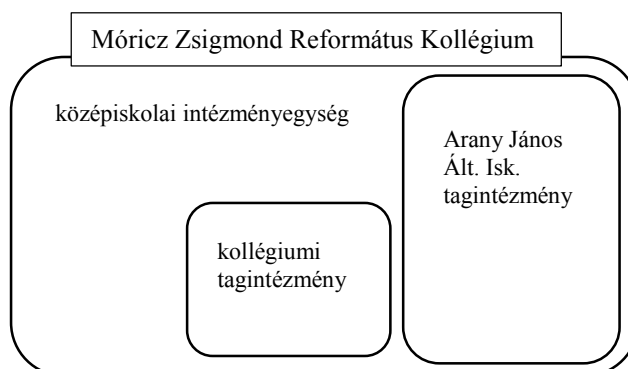 Móricz Zsigmond Református Kollégium
középiskolai intézményegység
Arany János
Ált. Isk.
tagintézmény
kollégiumi
tagintézmény